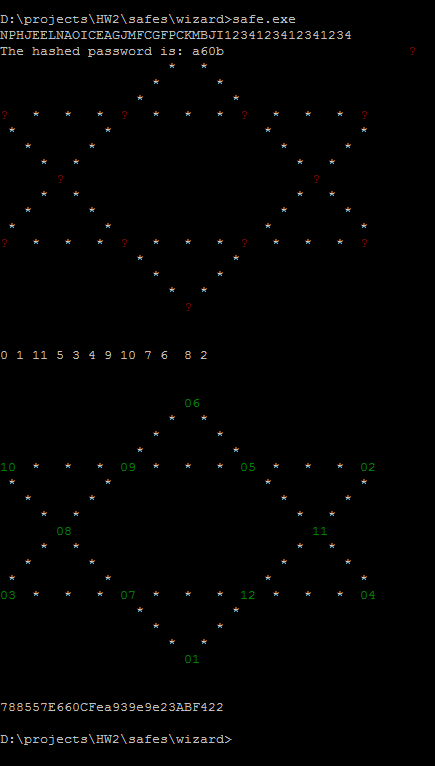 D:\projects\HW2\safes\wizard>safe.exe
NPHJEELNAOICEAGJMFCGFPCKMBJI1234123412341234
The hashed password is: a60b ?
* *
* *
* *
? * * * ? * * * ? * * * ?
* * * *
* * * *
* * * *
? ?
* * * *
* * * *
* * * *
? * * * ? * * * ? * * * ?
* *
* *
* *
?
0 1 11 5 3 4 9 10 7 6  8 2
06
* *
* *
* *
10 * * * 09 * * * 05 * * * 02
* * * *
* * * *
* * * *
08 11
* * * *
* * * *
* * * *
03 * * * 07 * * * 12 * * * 04
* *
* *
* *
01
788557E660CFea939e9e23ABF422
D:\projects\HW2\safes\wizard>